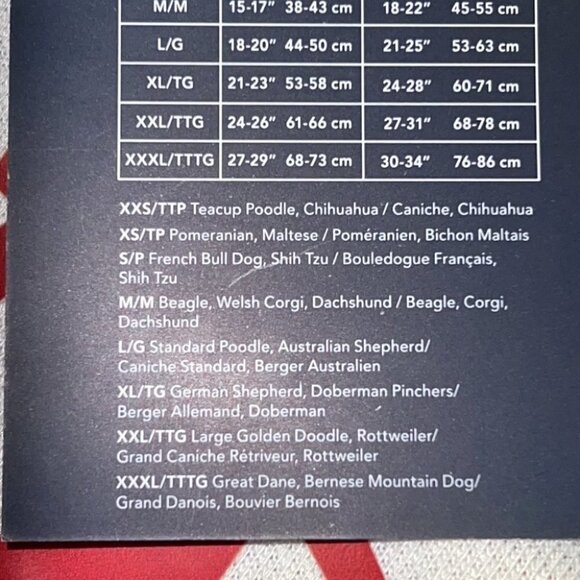 M/M 15-17" 38-43 cm 18-22" 45-55 cm
L/G 18-20" 44-50 cm 21-25" 53-63 cm
XL/TG 21-23" 53-58 cm 24-28" 60-71 cm
XXL/TTG 24-26" 61-66 cm 27-31" 68-78 cm
XXXL/TTTG 27-29" 68-73 cm 30-34" 76-86 cm
XXS/TTP Teacup Poodle, Chihuahua / Caniche, Chihuahua
XS/TP Pomeranian, Maltese / Poméranien, Bichon Maltais
S/P French Bull Dog, Shih Tzu / Bouledogue Français,
Shih Tzu
M/M Beagle, Welsh Corgi, Dachshund / Beagle, Corgi,
Dachshund
L/G Standard Poodle, Australian Shepherd/
Caniche Standard, Berger Australien
XL/TG German Shepherd, Doberman Pinchers/
Berger Allemand, Doberman
XXL/TTG Large Golden Doodle, Rottweiler/
Grand Caniche Rétriveur, Rottweiler
XXXL/TTTG Great Dane, Bernese Mountain Dog/
Grand Danois, Bouvier Bernois